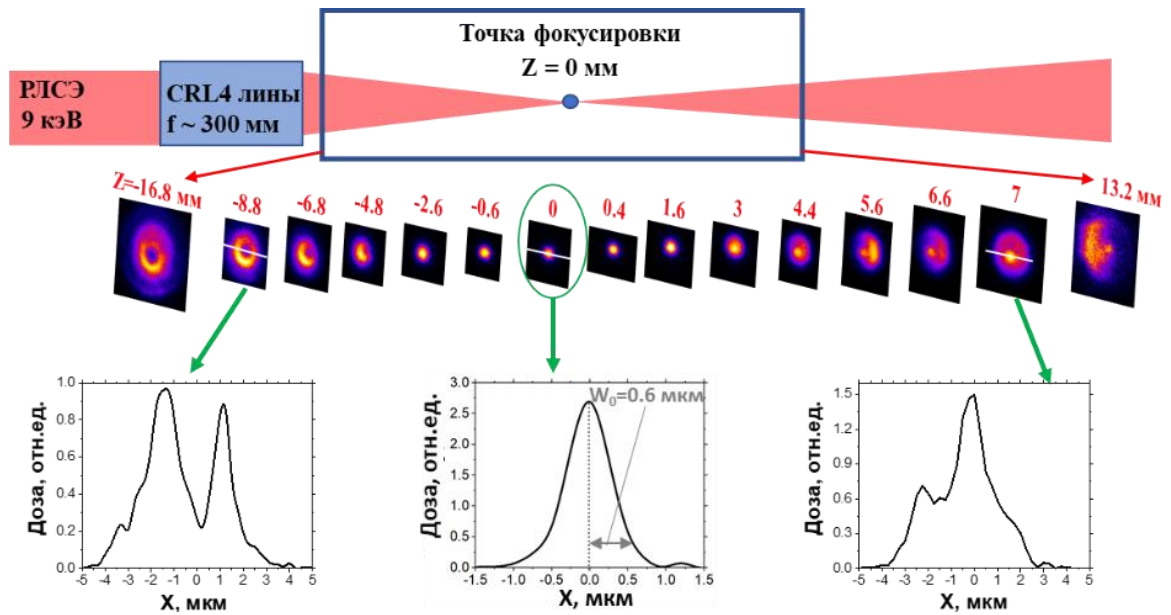 Точка фокусировки
Z = 0 мм
РЛСЭ
9 кэВ
CRL4 лины
f ~ 300 мм
Z=-16.8 мм
-8.8
-6.8
-4.8
-2.6
-0.6
0
0.4
1.6
3
4.4
5.6
6.6
7
13.2 мм
Доза, отн.ед.
1.0
0.8
0.6
0.4
0.2
0.0
-5 -4 -3 -2 -1 0 1 2 3 4 5
X, мкм
Доза, отн.ед.
3.0
2.5
2.0
1.5
1.0
0.5
0.0
W₀=0.6 мкм
-1.5 -1.0 -0.5 0.0 0.5 1.0 1.5
X, мкм
Доза, отн.ед.
1.5
1.2
0.9
0.6
0.3
0.0
-5 -4 -3 -2 -1 0 1 2 3 4 5
X, мкм